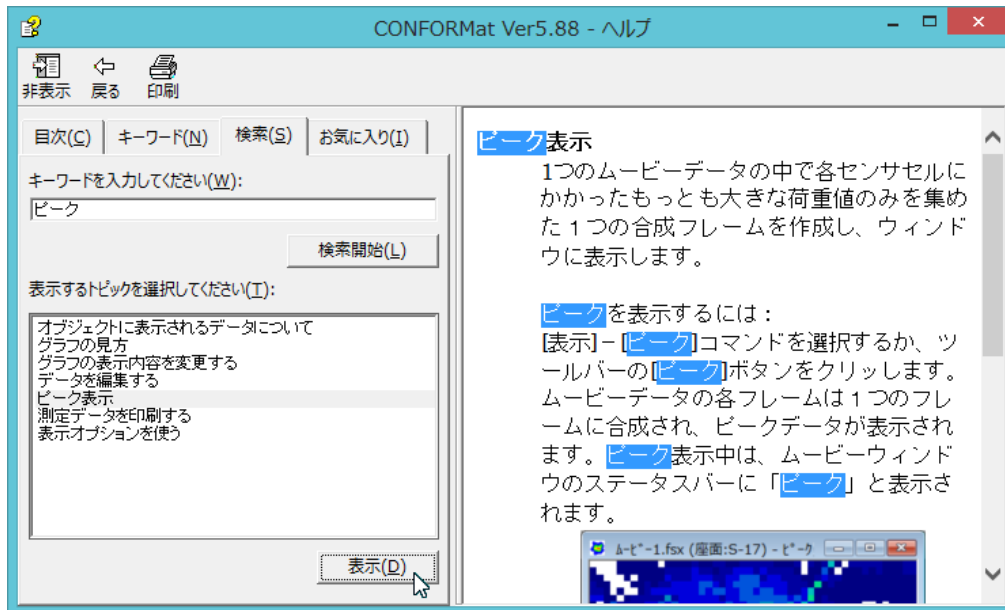 CONFORMat Ver5.88 - ヘルプ
非表示 戻る 印刷
目次(C) キーワード(N) 検索(S) お気に入り(I)
キーワードを入力してください(W):
ピーク
検索開始(L)
表示するトピックを選択してください(T):
オブジェクトに表示されるデータについて
グラフの見方
グラフの表示内容を変更する
データを編集する
ピーク表示
測定データを印刷する
表示オプションを使う
表示(D)
ピーク表示
1つのムービーデータの中で各センサセルに
かかったもっとも大きな荷重値のみを集め
た１つの合成フレームを作成し、ウィンド
ウに表示します。
ピークを表示するには：
[表示]－[ピーク]コマンドを選択するか、ツ
ールバーの[ピーク]ボタンをクリッします。
ムービーデータの各フレームは１つのフレ
ームに合成され、ピークデータが表示され
ます。ピーク表示中は、ムービーウィンド
ウのステータスバーに「ピーク」と表示さ
れます。
ﾑｰﾋﾞｰ1.fsx (座面:S-17) - ﾋﾟｰｸ